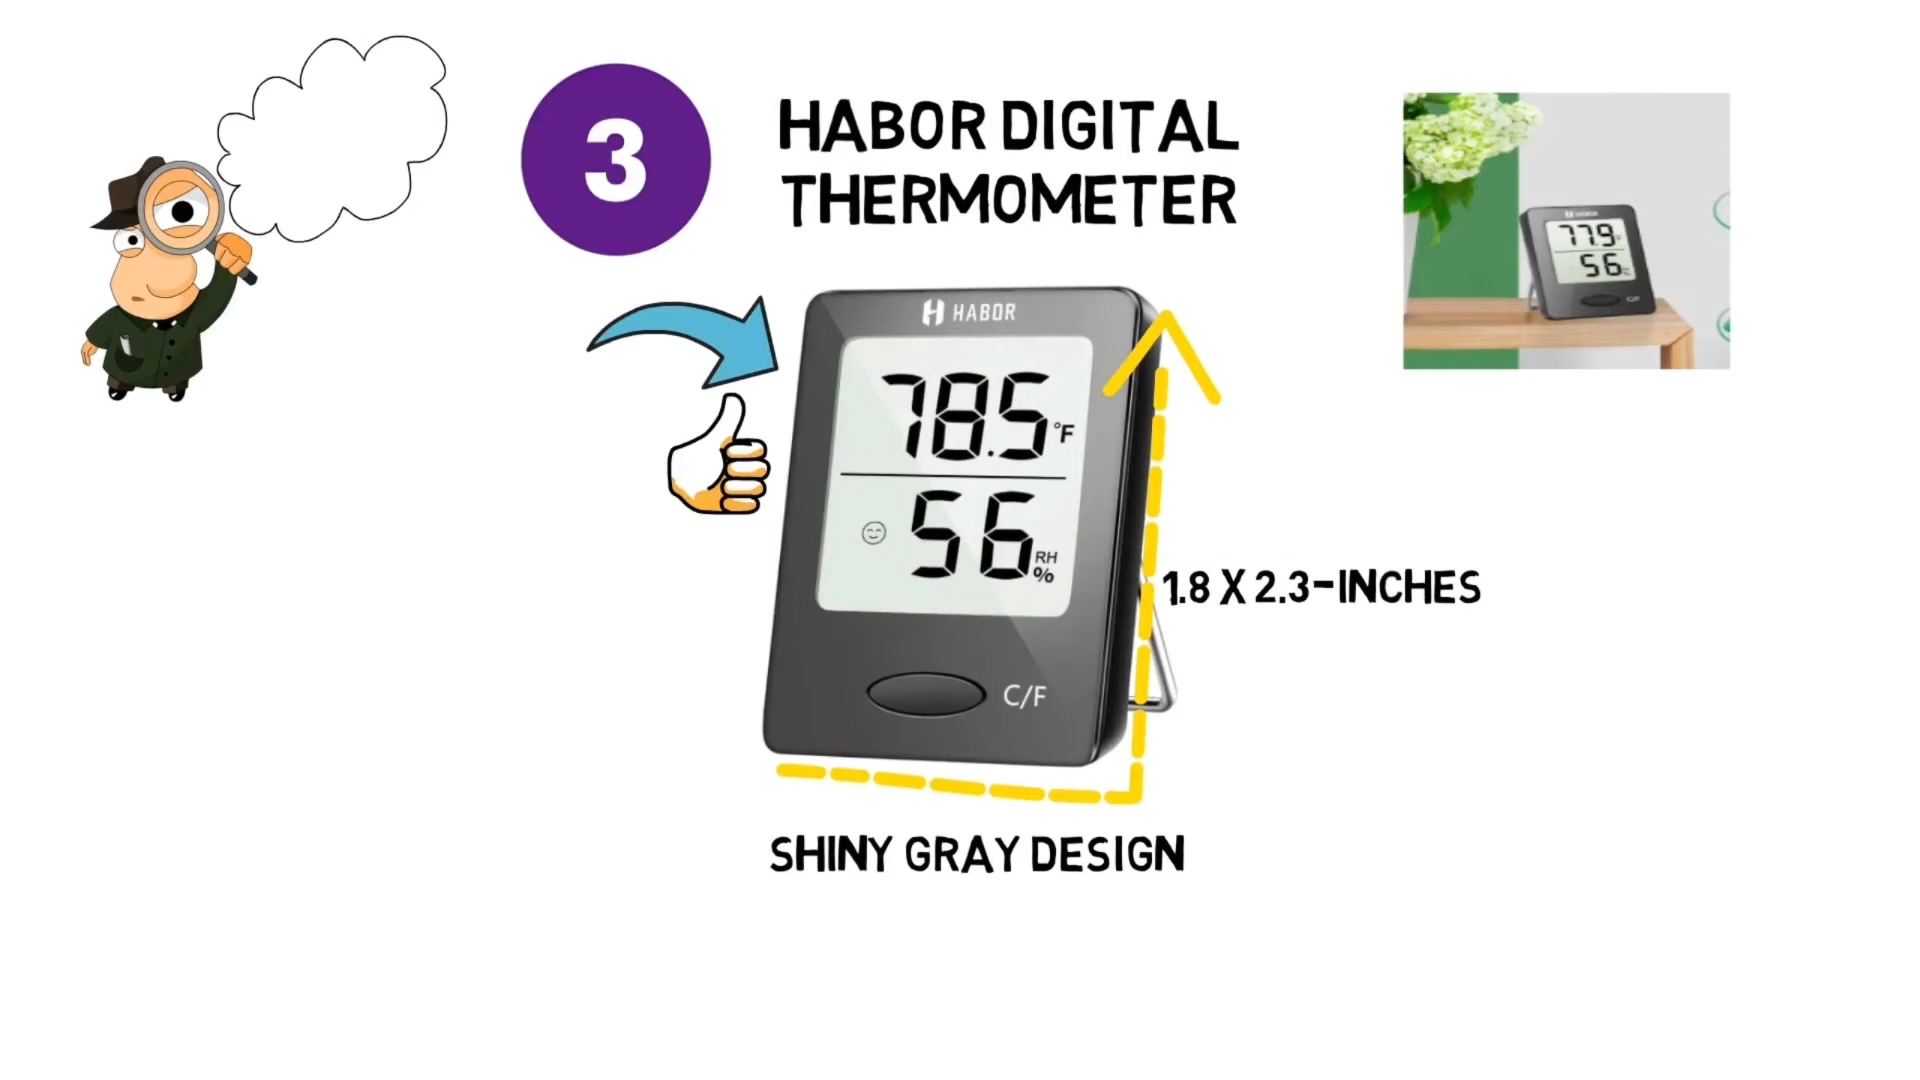 3
HABOR DIGITAL
THERMOMETER
HABOR
78.5 °F
56 RH
%
C/F
77.9
56
C/F
1.8 X 2.3-INCHES
SHINY GRAY DESIGN